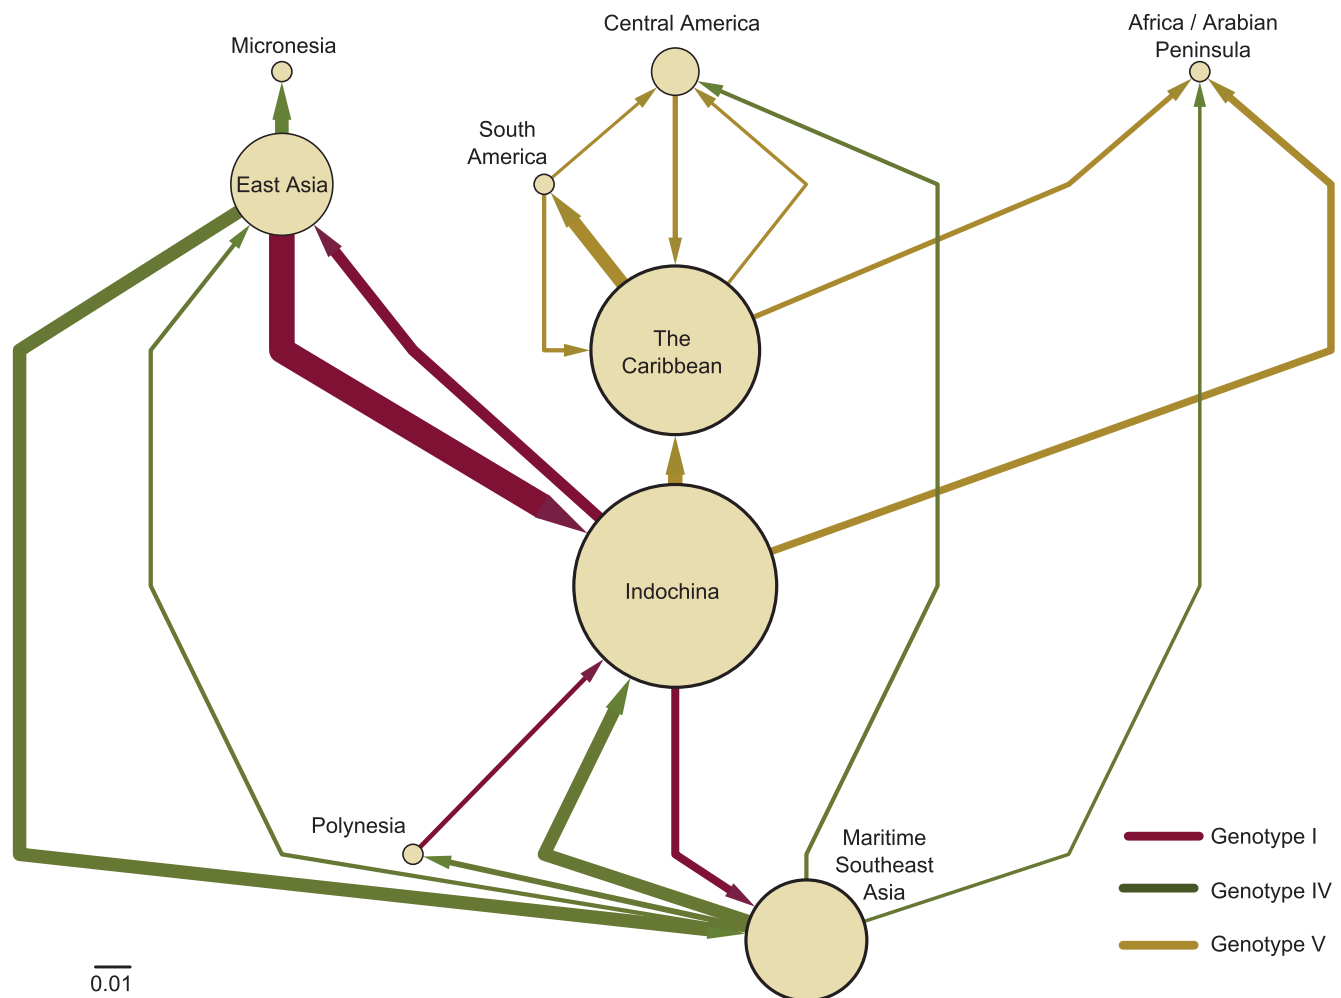 Central America
Africa / Arabian
Peninsula
Micronesia
South
America
East Asia
The
Caribbean
Indochina
Polynesia
Maritime
Southeast
Asia
Genotype I
Genotype IV
Genotype V
0.01